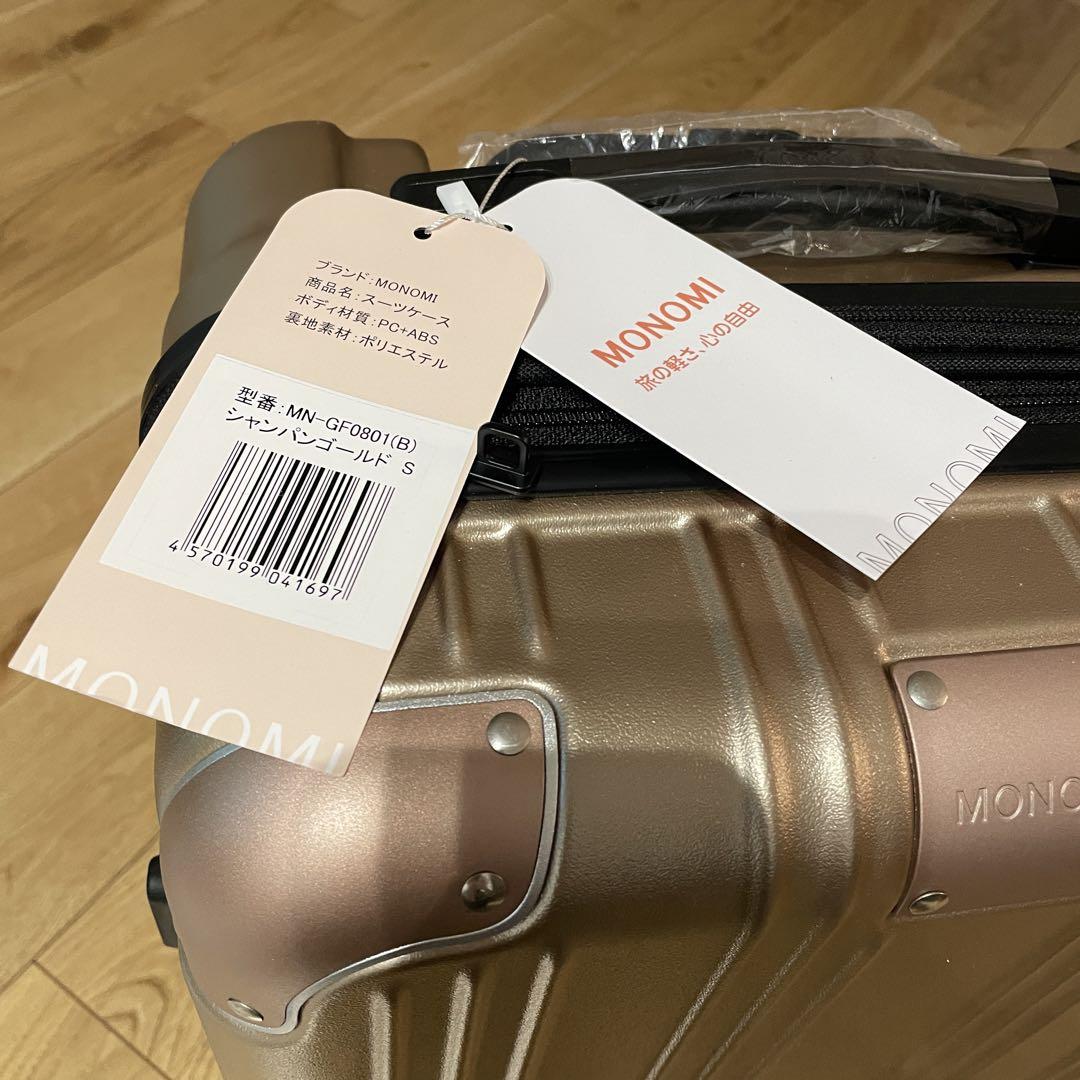 ブランド:MONOMI
商品名:スーツケース
ボディ材質:PC+ABS
裏地素材:ポリエステル
型番:MN-GF0801(B)
シャンパンゴールド S
4 570199 041697
MONOMI
MONOMI
旅の軽さ、心の自由
MONOMI
MONO